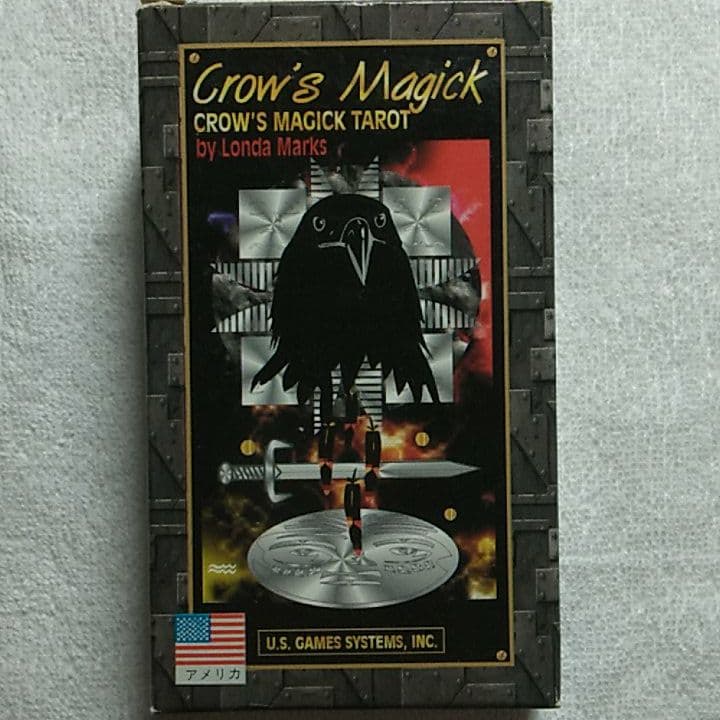 Crow's Magick
CROW'S MAGICK TAROT
by Londa Marks
U.S. GAMES SYSTEMS, INC.
アメリカ